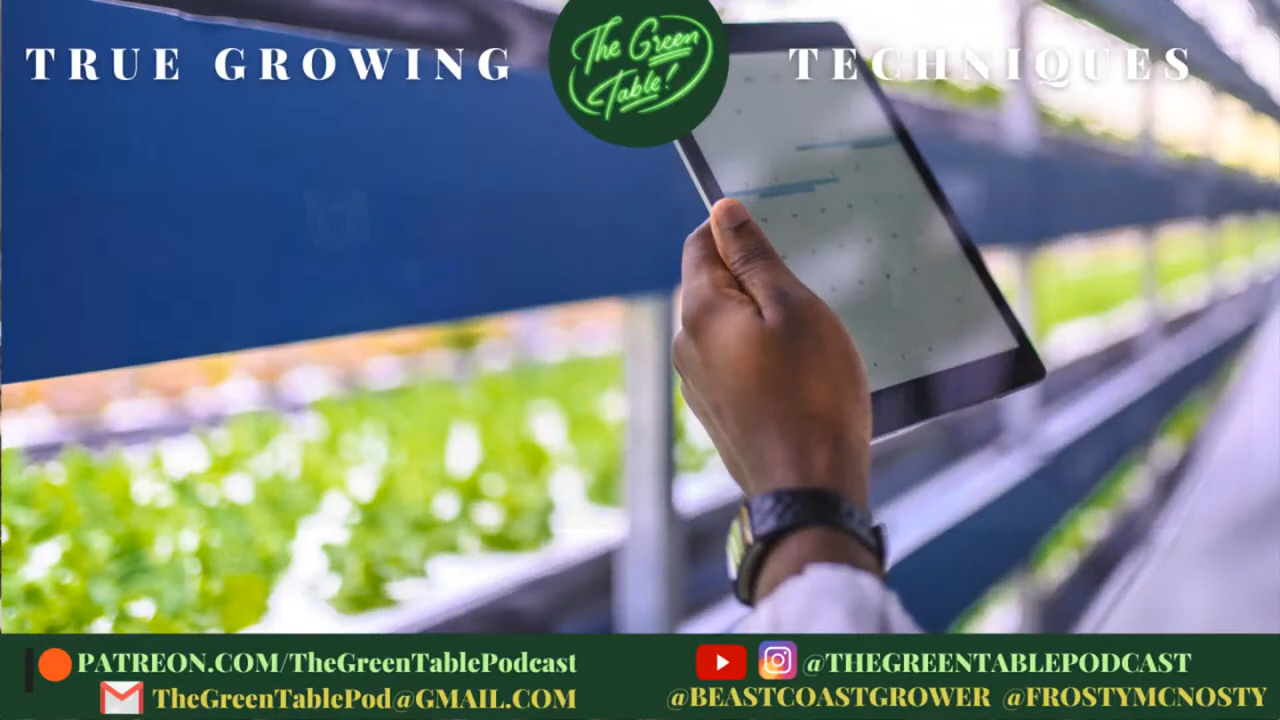 TRUE GROWING TECHNIQUES
The Green
Table!
PATREON.COM/TheGreenTablePodcast
@THEGREENTABLEPODCAST
TheGreenTablePod@GMAIL.COM
@BEASTCOASTGROWER @FROSTYMCNOSTY